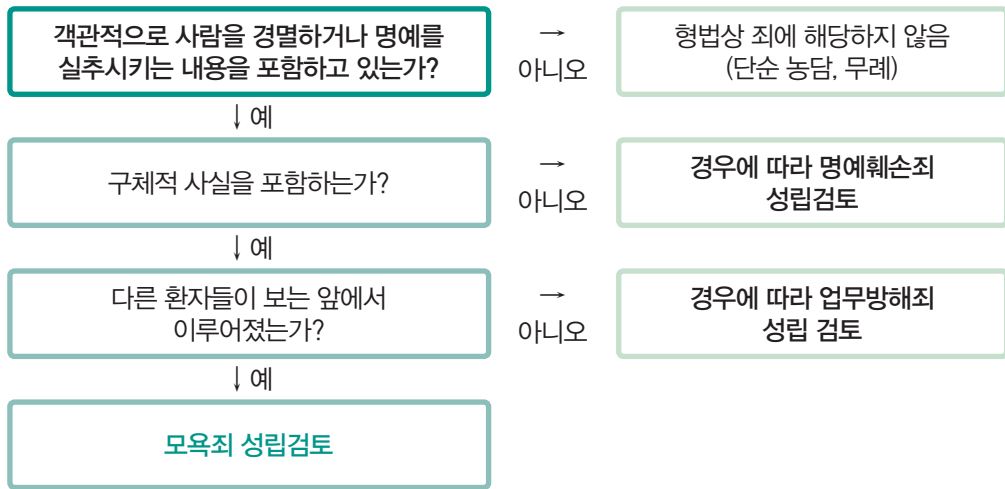 객관적으로 사람을 경멸하거나 명예를
실추시키는 내용을 포함하고 있는가?
→
아니오
형법상 죄에 해당하지 않음
(단순 농담, 무례)
↓ 예
구체적 사실을 포함하는가?
→
아니오
경우에 따라 명예훼손죄
성립검토
↓ 예
다른 환자들이 보는 앞에서
이루어졌는가?
→
아니오
경우에 따라 업무방해죄
성립 검토
↓ 예
모욕죄 성립검토